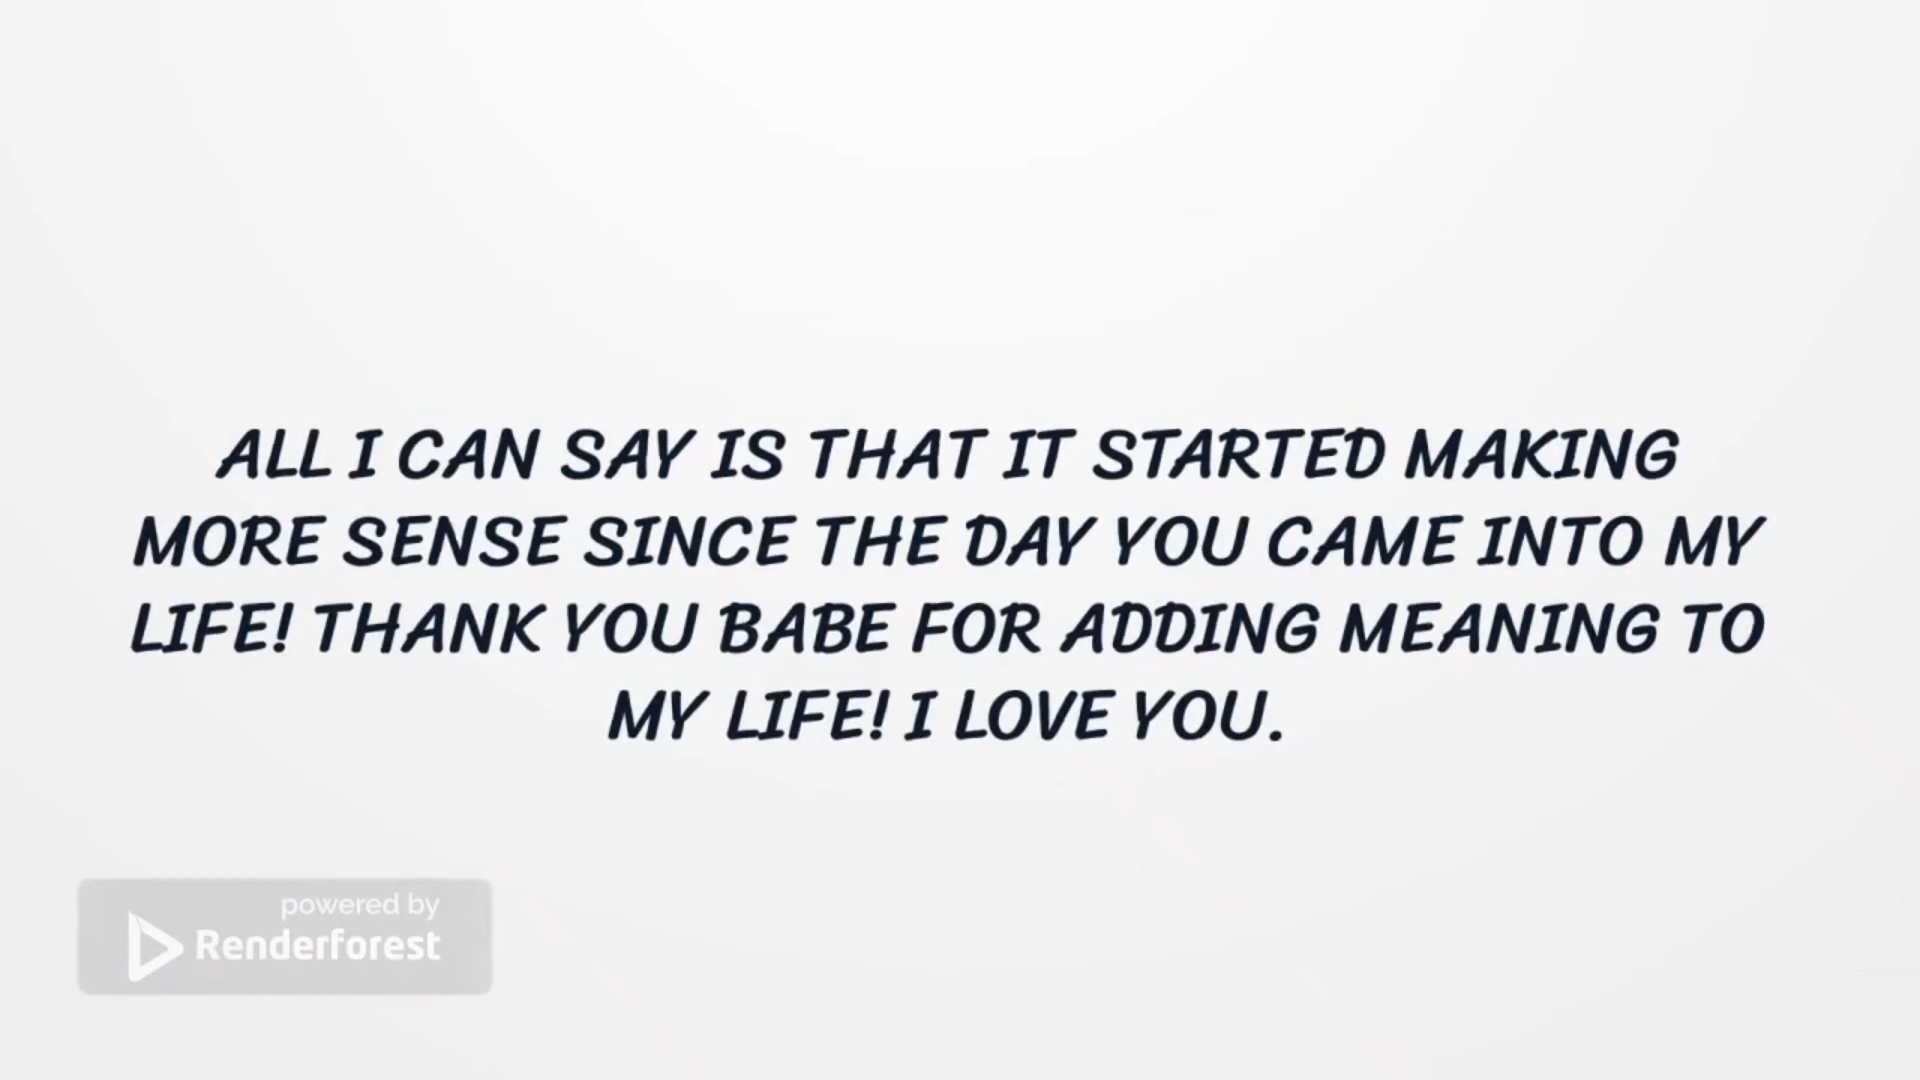 ALL I CAN SAY IS THAT IT STARTED MAKING
MORE SENSE SINCE THE DAY YOU CAME INTO MY
LIFE! THANK YOU BABE FOR ADDING MEANING TO
MY LIFE! I LOVE YOU.
powered by
Renderforest